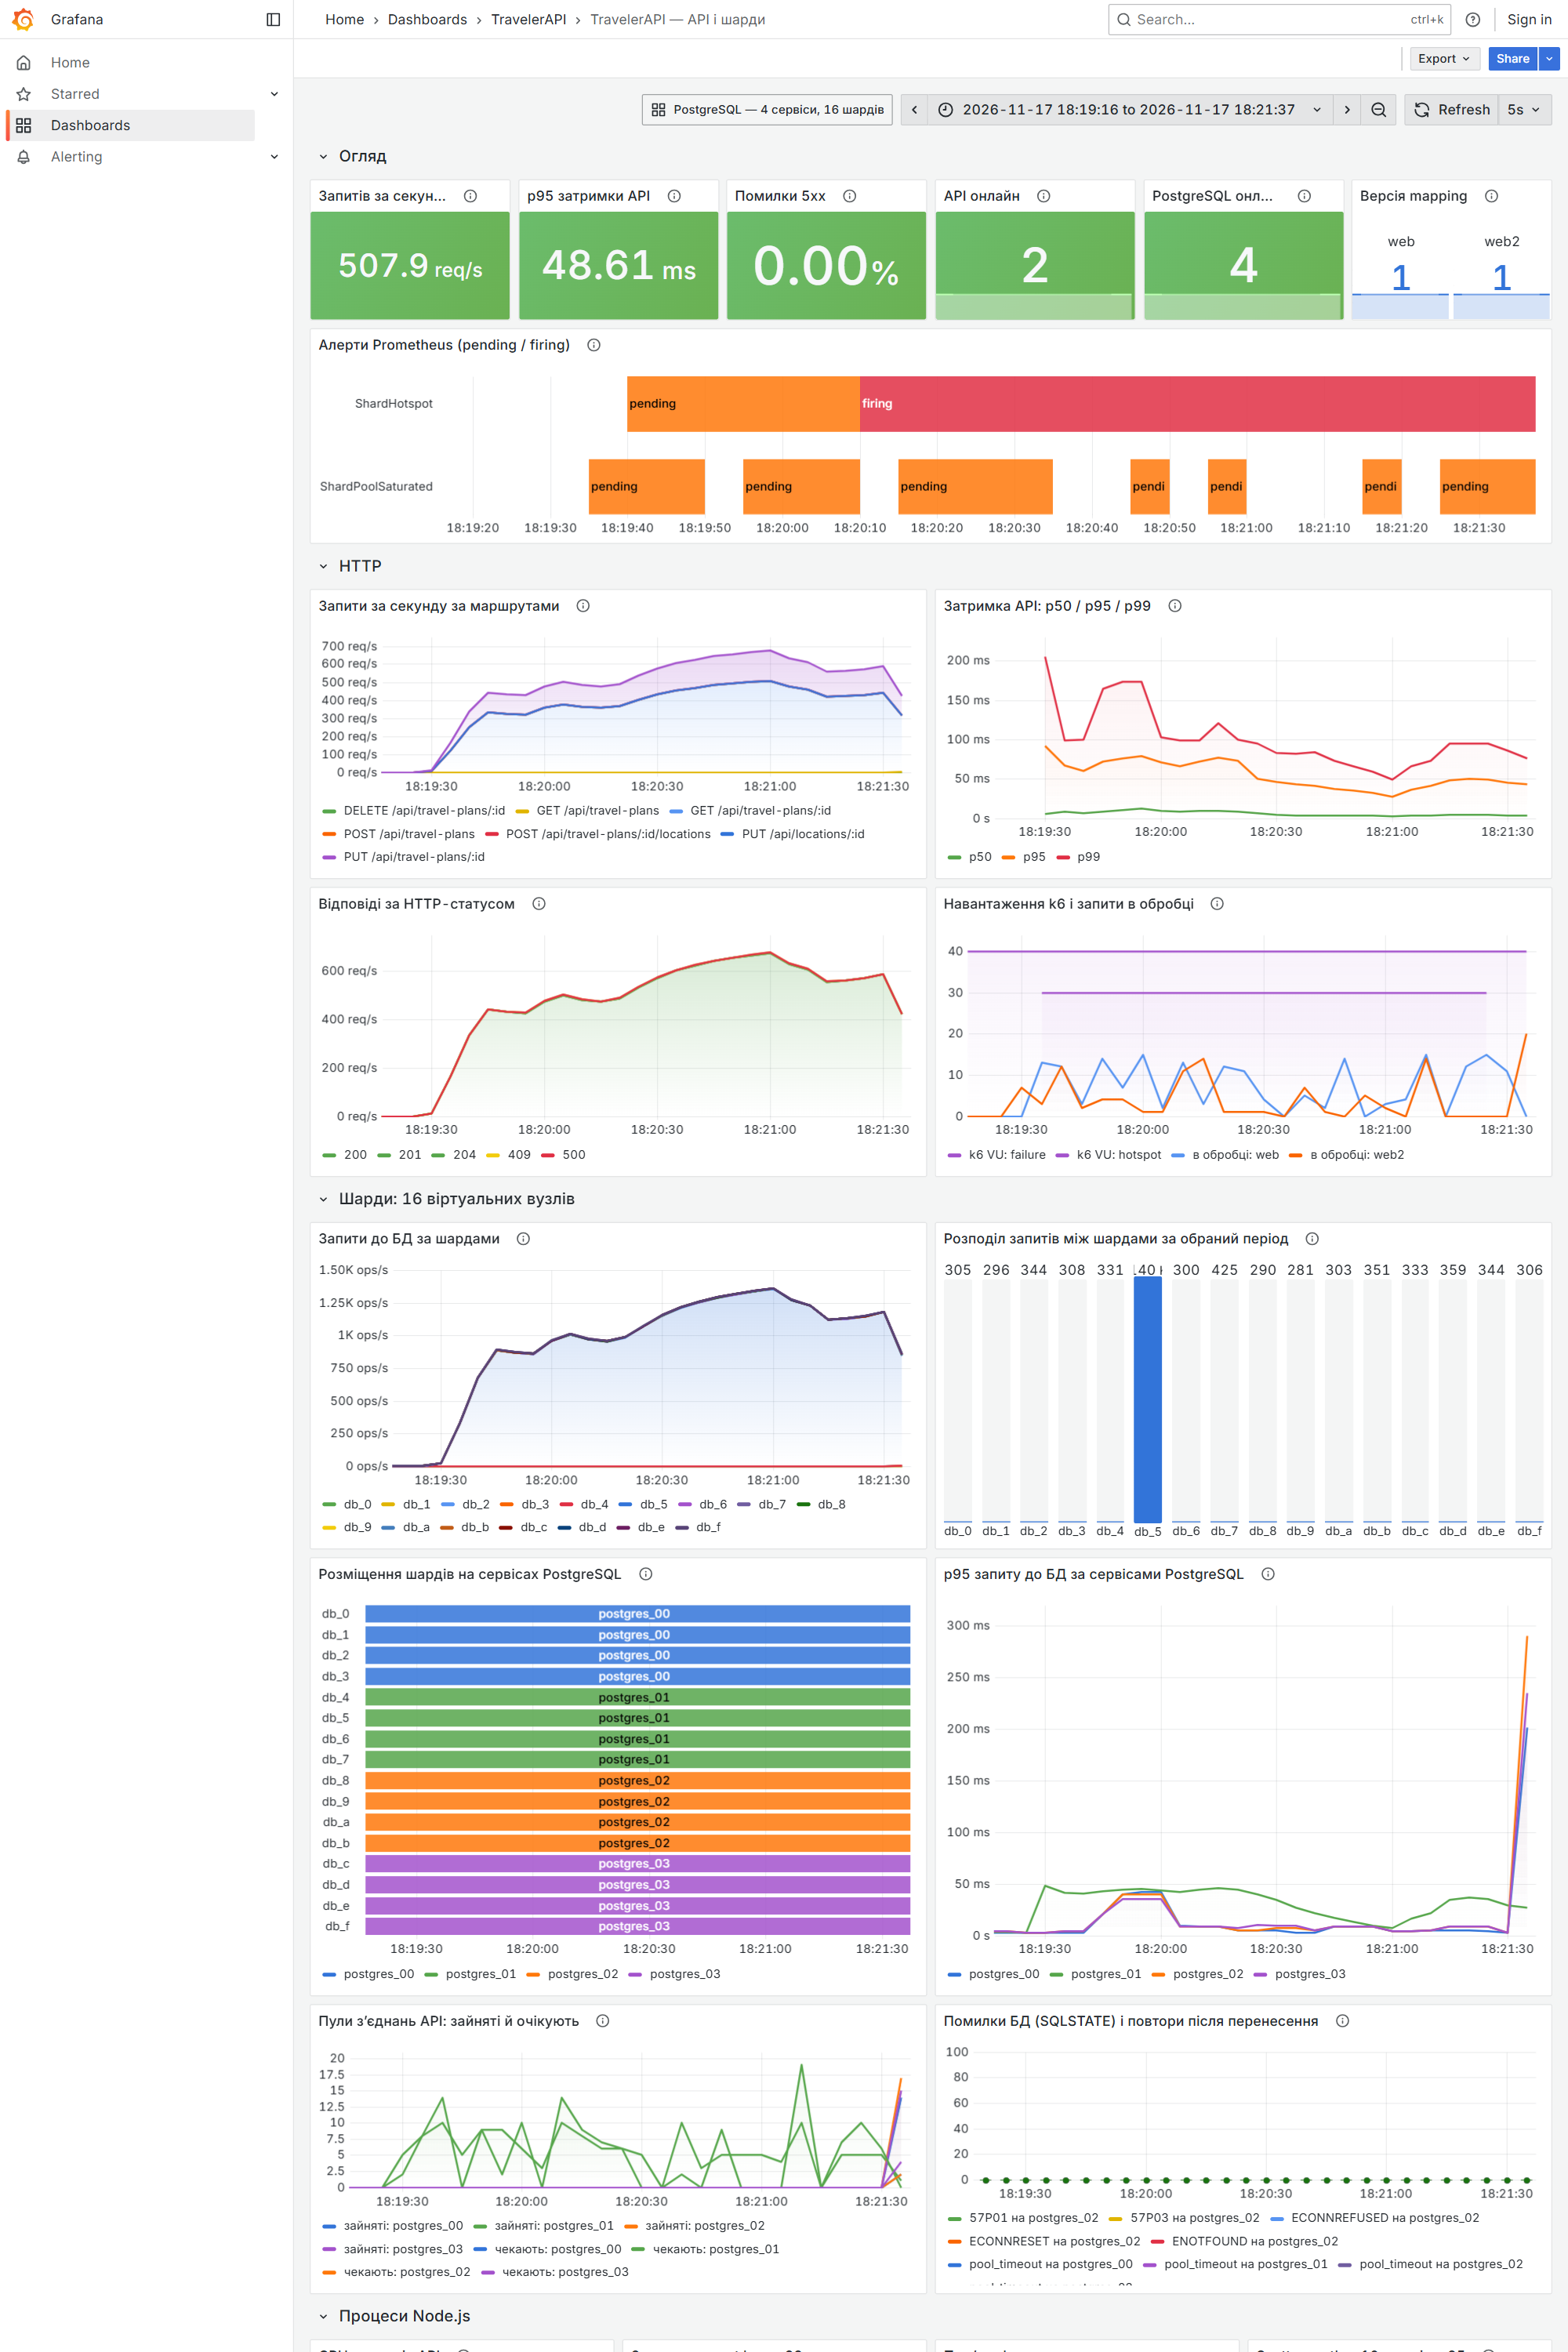 Grafana
Home › Dashboards › TravelerAPI › TravelerAPI — API і шарди
Search...
ctrl+k
Sign in
Home
Starred
Dashboards
Alerting
Export
Share
PostgreSQL — 4 сервіси, 16 шардів
2026-11-17 18:19:16 to 2026-11-17 18:21:37
Refresh
5s
Огляд
Запитів за секун...
p95 затримки API
Помилки 5xx
API онлайн
PostgreSQL онл...
Версія mapping
507.9 req/s
48.61 ms
0.00%
2
4
web
1
web2
1
Алерти Prometheus (pending / firing)
ShardHotspot
pending
firing
ShardPoolSaturated
pending
pending
pending
pendi
pendi
pendi
pending
18:19:20 18:19:30 18:19:40 18:19:50 18:20:00 18:20:10 18:20:20 18:20:30 18:20:40 18:20:50 18:21:00 18:21:10 18:21:20 18:21:30
HTTP
Запити за секунду за маршрутами
700 req/s
600 req/s
500 req/s
400 req/s
300 req/s
200 req/s
100 req/s
0 req/s
18:19:30 18:20:00 18:20:30 18:21:00 18:21:30
DELETE /api/travel-plans/:id GET /api/travel-plans GET /api/travel-plans/:id
POST /api/travel-plans POST /api/travel-plans/:id/locations PUT /api/locations/:id
PUT /api/travel-plans/:id
Затримка API: p50 / p95 / p99
200 ms
150 ms
100 ms
50 ms
0 s
18:19:30 18:20:00 18:20:30 18:21:00 18:21:30
p50 p95 p99
Відповіді за HTTP-статусом
600 req/s
400 req/s
200 req/s
0 req/s
18:19:30 18:20:00 18:20:30 18:21:00 18:21:30
200 201 204 409 500
Навантаження k6 і запити в обробці
40
30
20
10
0
18:19:30 18:20:00 18:20:30 18:21:00 18:21:30
k6 VU: failure k6 VU: hotspot в обробці: web в обробці: web2
Шарди: 16 віртуальних вузлів
Запити до БД за шардами
1.50K ops/s
1.25K ops/s
1K ops/s
750 ops/s
500 ops/s
250 ops/s
0 ops/s
18:19:30 18:20:00 18:20:30 18:21:00 18:21:30
db_0 db_1 db_2 db_3 db_4 db_5 db_6 db_7 db_8
db_9 db_a db_b db_c db_d db_e db_f
Розподіл запитів між шардами за обраний період
305 296 344 308 331 300 425 290 281 303 351 333 359 344 306
db_0 db_1 db_2 db_3 db_4 db_5 db_6 db_7 db_8 db_9 db_a db_b db_c db_d db_e db_f
Розміщення шардів на сервісах PostgreSQL
db_0 postgres_00
db_1 postgres_00
db_2 postgres_00
db_3 postgres_00
db_4 postgres_01
db_5 postgres_01
db_6 postgres_01
db_7 postgres_01
db_8 postgres_02
db_9 postgres_02
db_a postgres_02
db_b postgres_02
db_c postgres_03
db_d postgres_03
db_e postgres_03
db_f postgres_03
18:19:30 18:20:00 18:20:30 18:21:00 18:21:30
postgres_00 postgres_01 postgres_02 postgres_03
p95 запиту до БД за сервісами PostgreSQL
300 ms
250 ms
200 ms
150 ms
100 ms
50 ms
0 s
18:19:30 18:20:00 18:20:30 18:21:00 18:21:30
postgres_00 postgres_01 postgres_02 postgres_03
Пули з’єднань API: зайняті й очікують
20
17.5
15
12.5
10
7.5
5
2.5
0
18:19:30 18:20:00 18:20:30 18:21:00 18:21:30
зайняті: postgres_00 зайняті: postgres_01 зайняті: postgres_02
зайняті: postgres_03 чекають: postgres_00 чекають: postgres_01
чекають: postgres_02 чекають: postgres_03
Помилки БД (SQLSTATE) і повтори після перенесення
100
80
60
40
20
0
18:19:30 18:20:00 18:20:30 18:21:00 18:21:30
57P01 на postgres_02 57P03 на postgres_02 ECONNREFUSED на postgres_02
ECONNRESET на postgres_02 ENOTFOUND на postgres_02
pool_timeout на postgres_00 pool_timeout на postgres_01 pool_timeout на postgres_02
Процеси Node.js